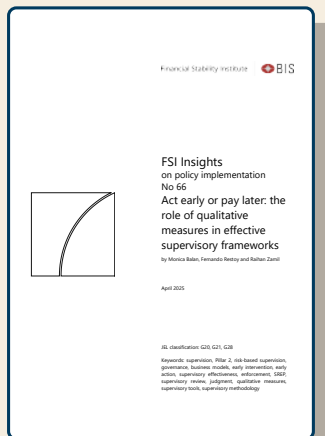 Financial Stability Institute
BIS
FSI Insights
on policy implementation
No 66
Act early or pay later: the
role of qualitative
measures in effective
supervisory frameworks
by Monica Balan, Fernando Restoy and Raihan Zamil
April 2025
JEL classification: G20, G21, G28
Keywords: supervision, Pillar 2, risk-based supervision,
governance, business models, early intervention, early
action, supervisory effectiveness, enforcement, SREP,
supervisory review, judgment, qualitative measures,
supervisory tools, supervisory methodology